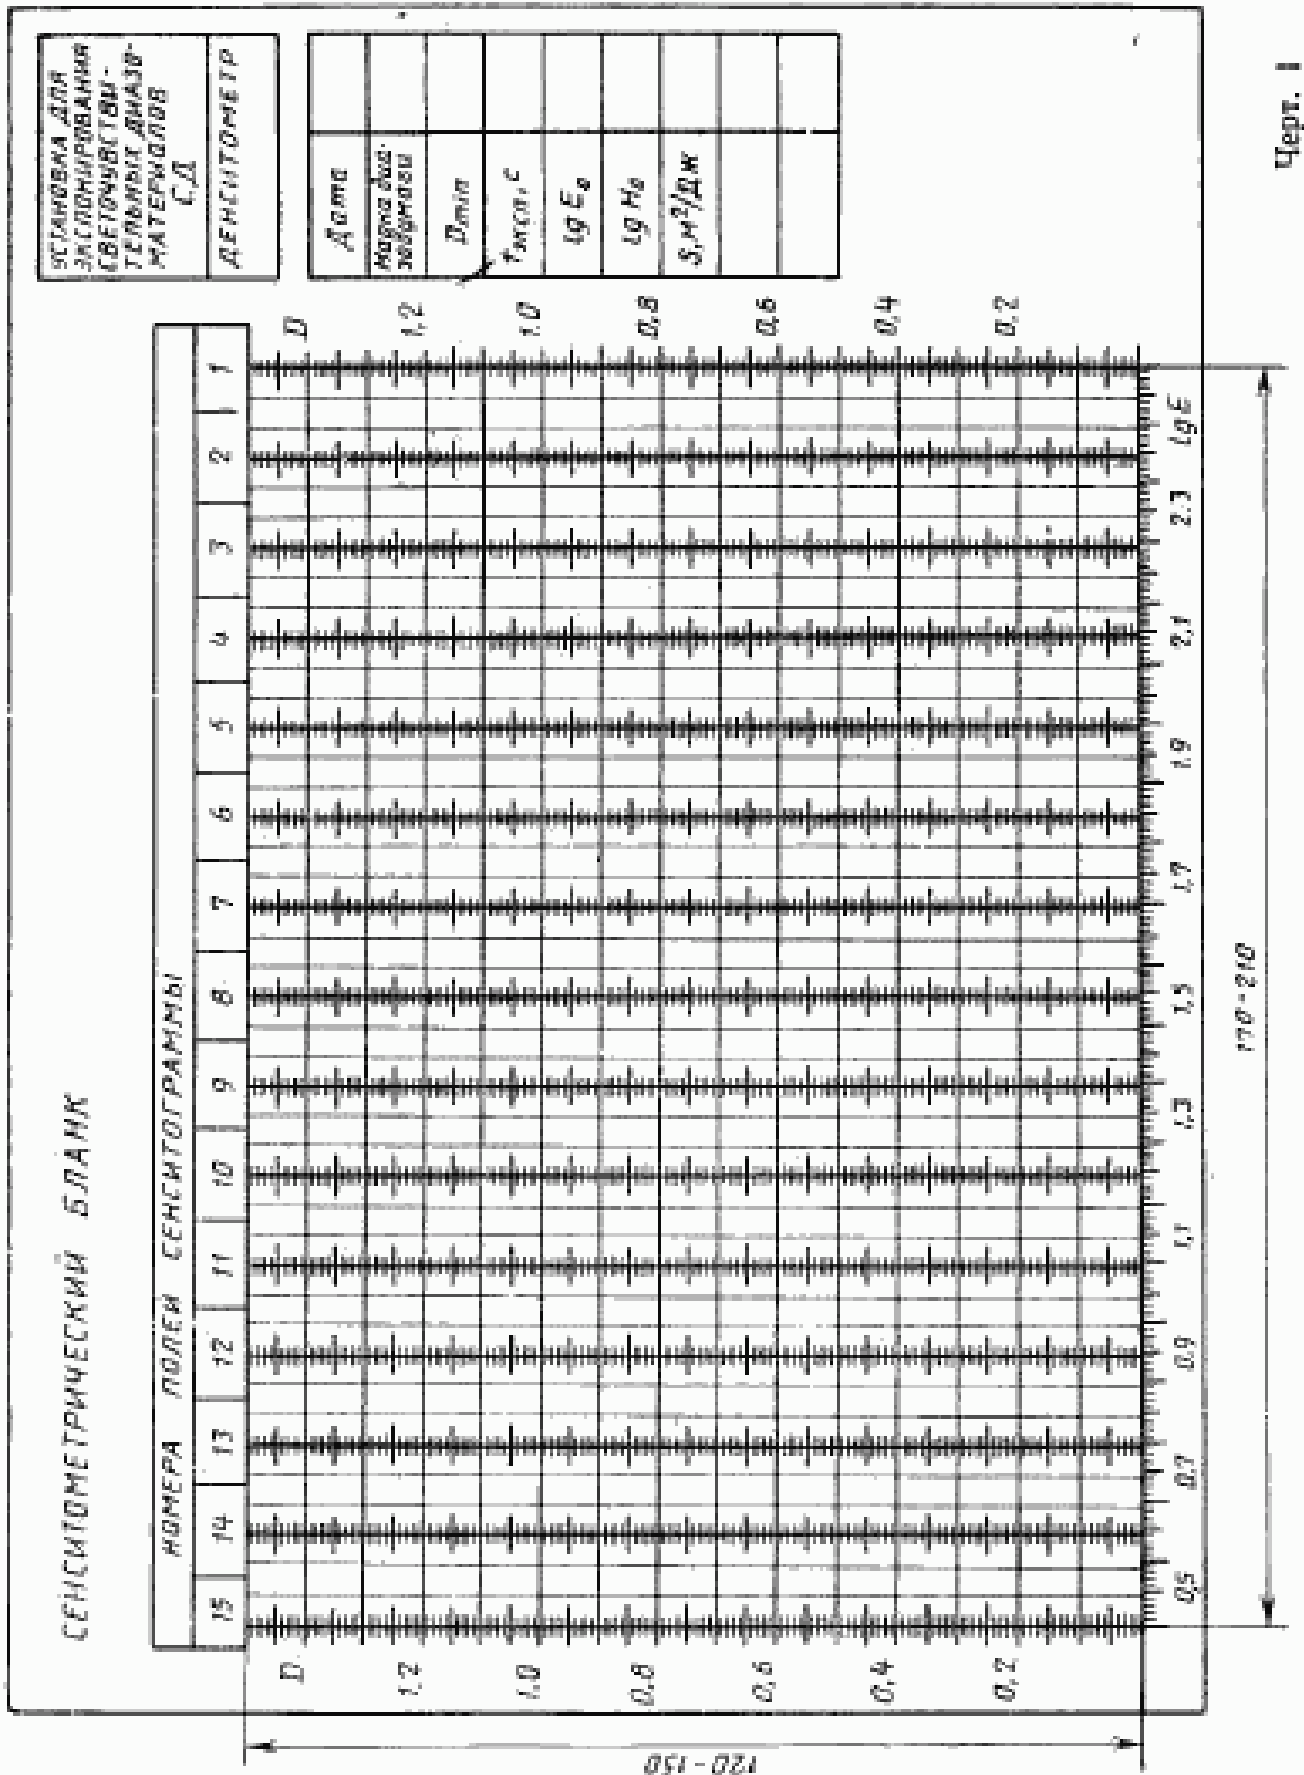 СЕНСИТОМЕТРИЧЕСКИЙ БЛАНК
УСТАНОВКА ДЛЯ
ЭКСПОНИРОВАНИЯ
СВЕТОЧУВСТВИ-
ТЕЛЬНЫХ ДИАЗО-
МАТЕРИАЛОВ
СД
ДЕНСИТОМЕТР
НОМЕРА ПОЛЕЙ СЕНСИТОГРАММЫ
15 14 13 12 11 10 9 8 7 6 5 4 3 2 1
Дата
Марка диа-
зобумаги
Dmin
tэксп, с
lg E₀
lg H₀
S, м²/Дж
D D
1,2 1,2
1,0 1,0
0,8 0,8
0,6 0,6
0,4 0,4
0,2 0,2
0,5 0,7 0,9 1,1 1,3 1,5 1,7 1,9 2,1 2,3 lg E
120-150
170-210
Черт. 1